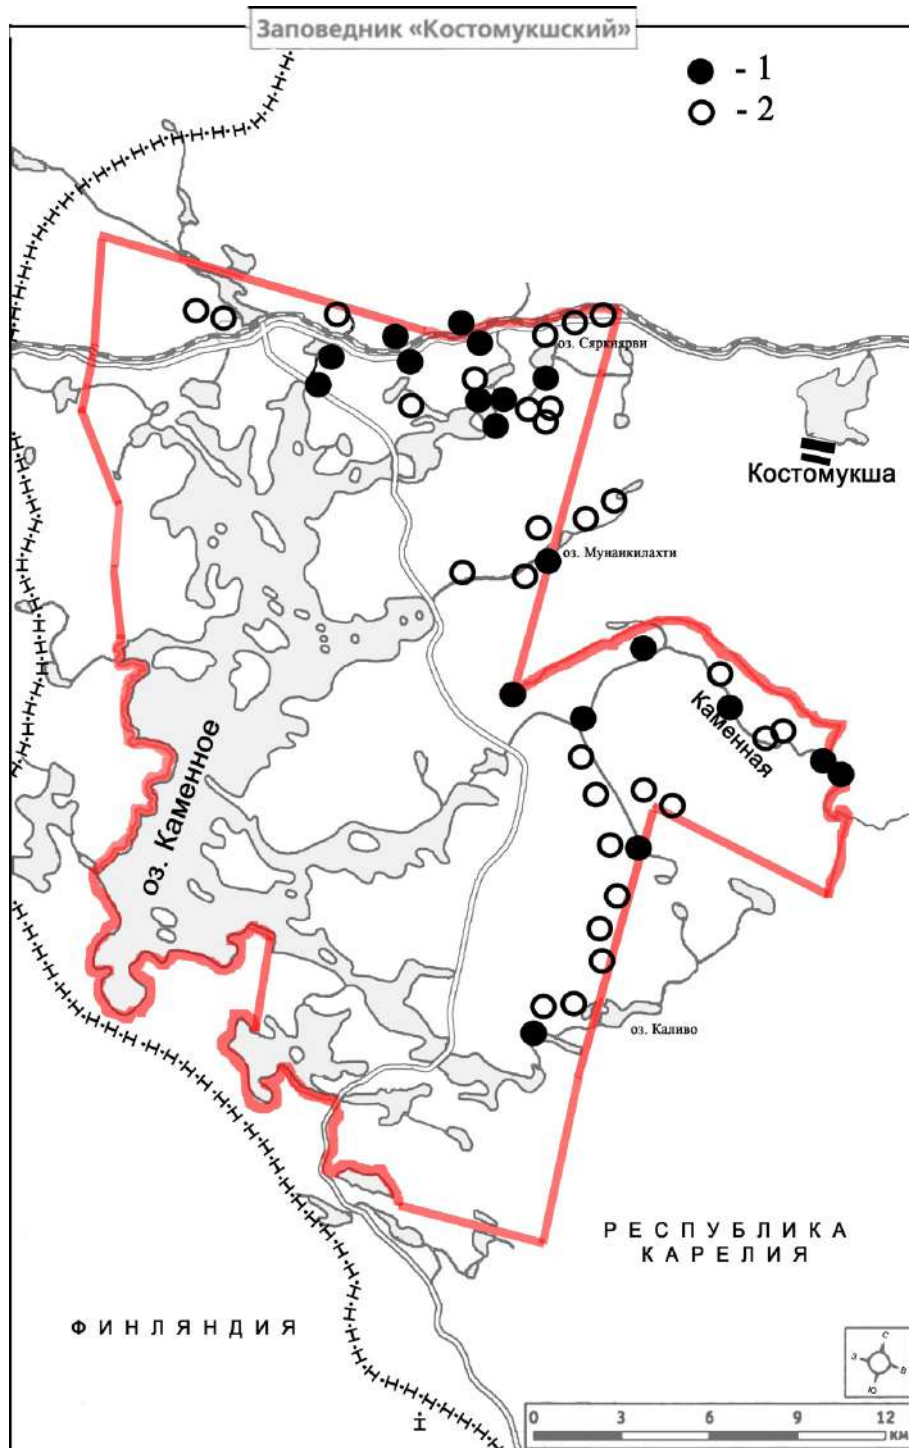 Заповедник «Костомукшский»
- 1
- 2
оз. Сяркиярви
Костомукша
оз. Мунанкилахти
Каменная
оз. Каменное
оз. Каливо
РЕСПУБЛИКА
КАРЕЛИЯ
ФИНЛЯНДИЯ
С
З
В
Ю
0 3 6 9 12
км